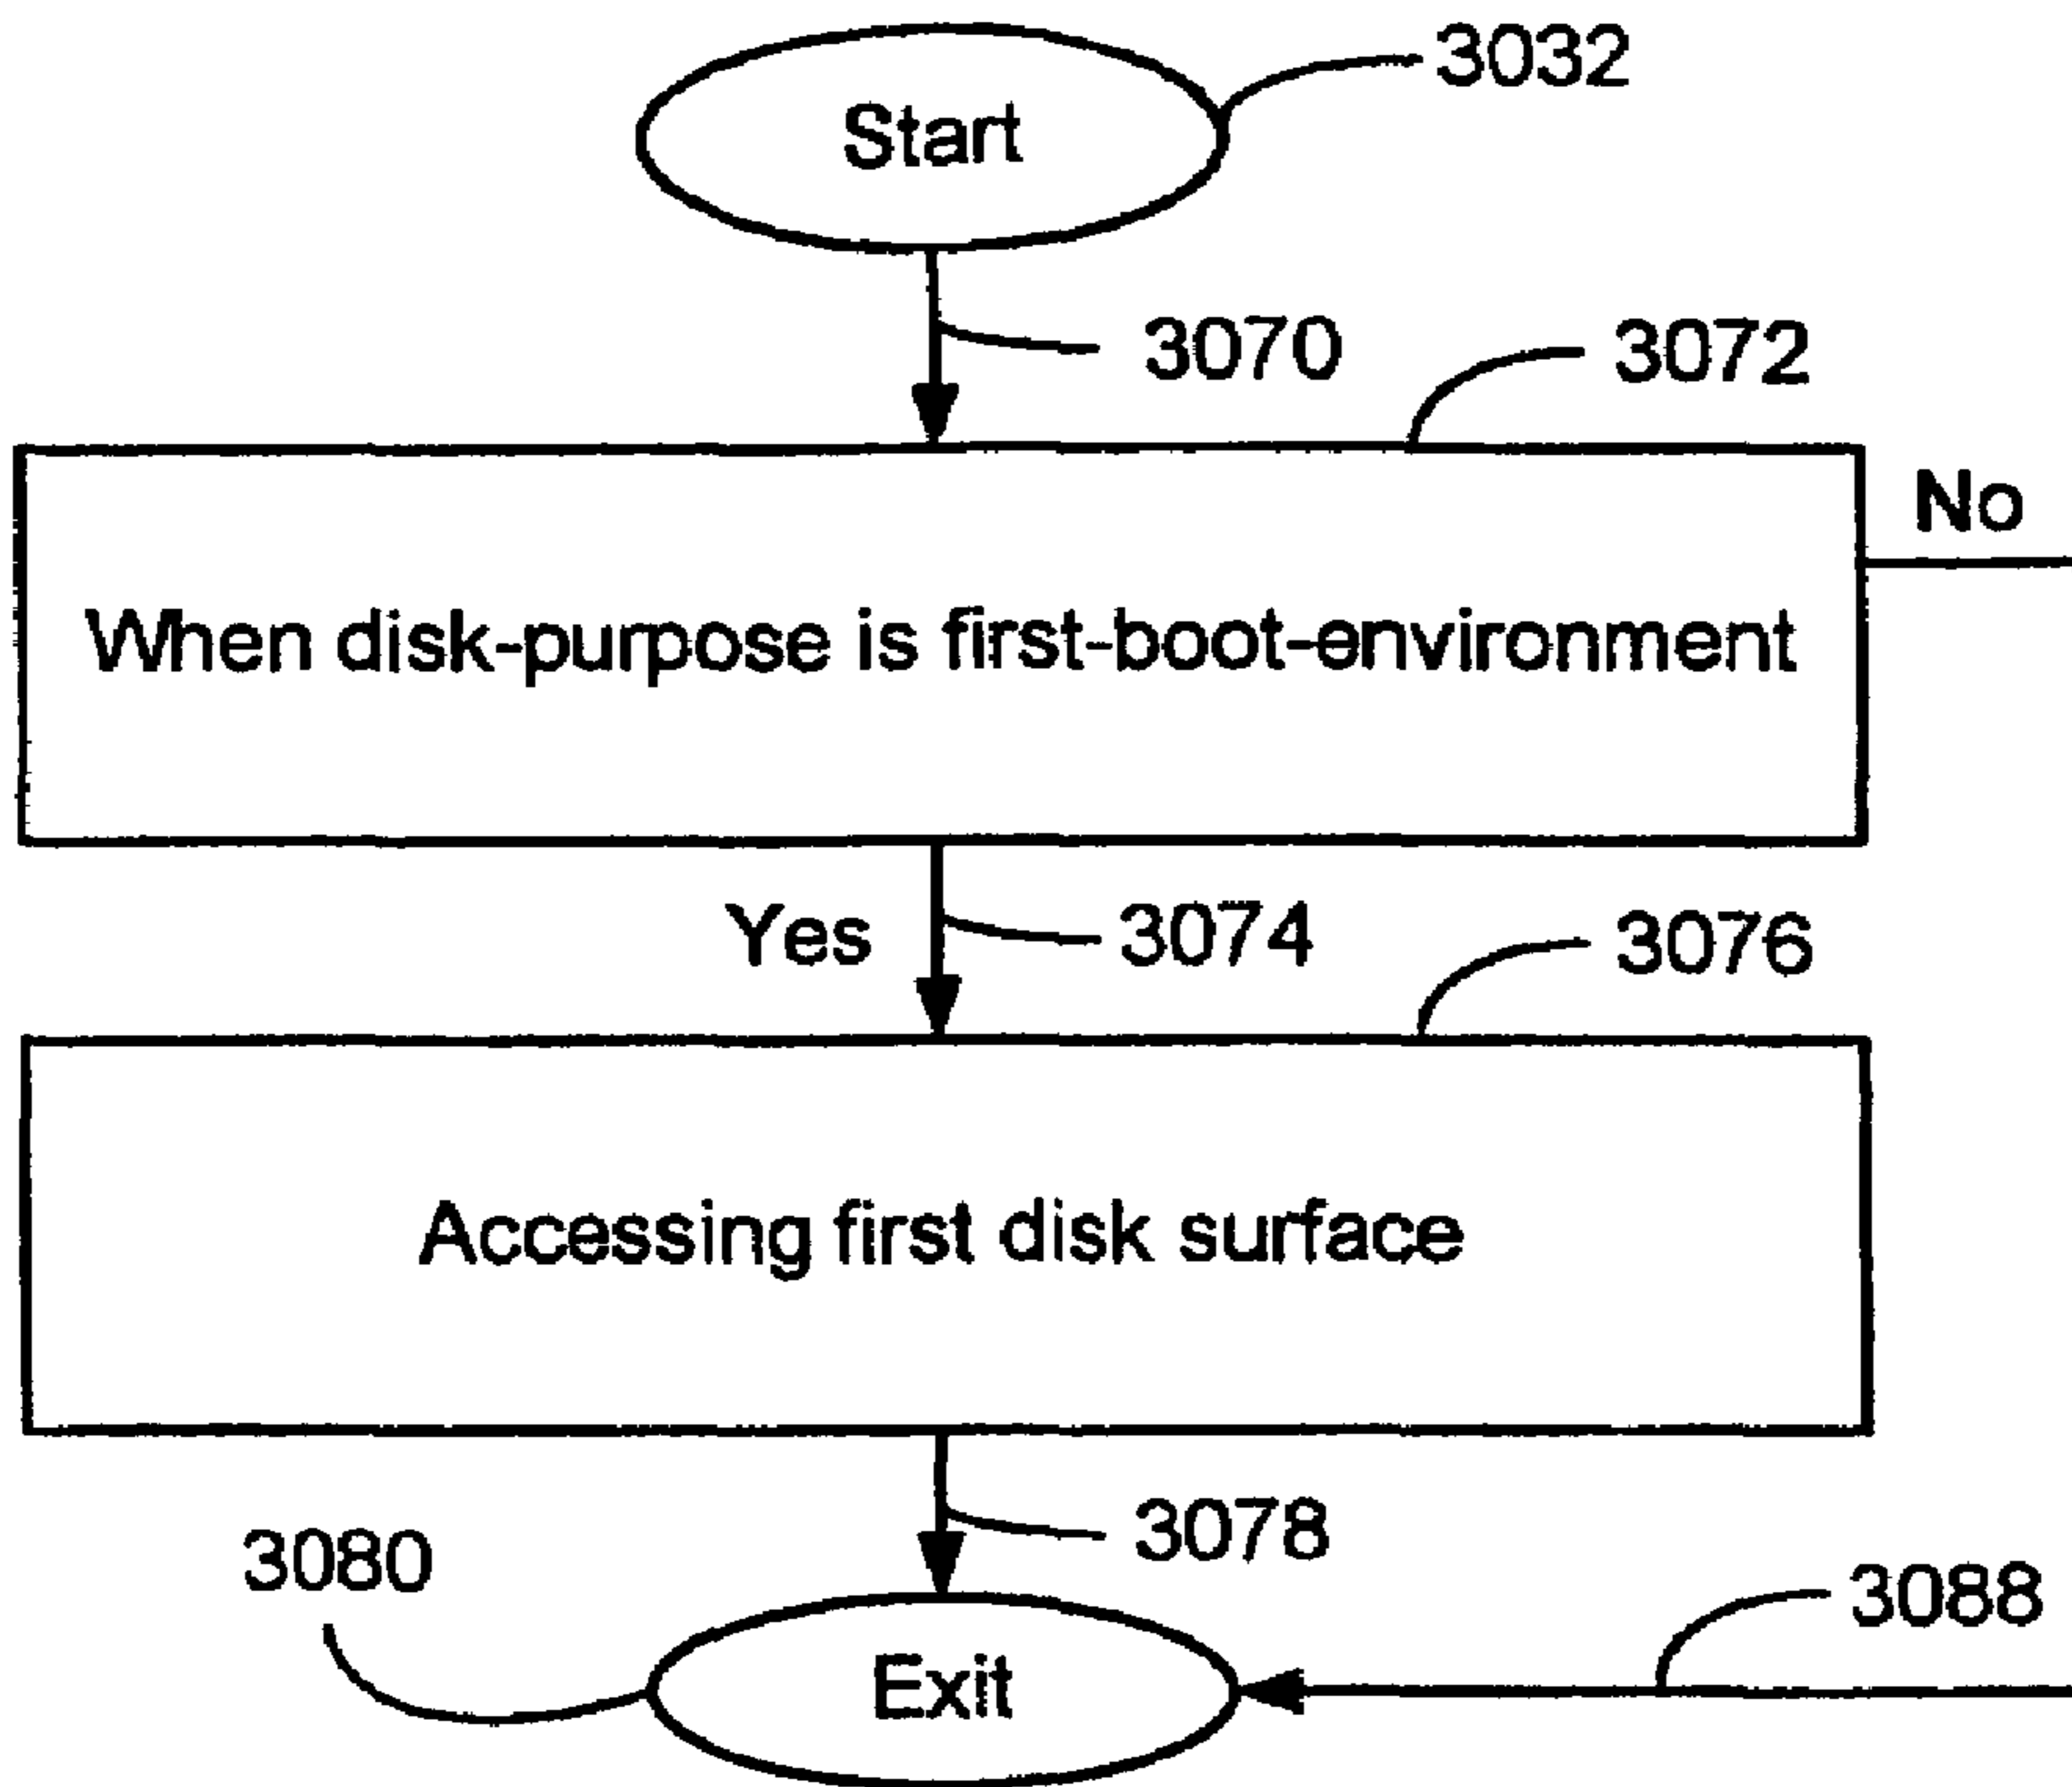 Start
3032
3070
3072
No
When disk-purpose is first-boot-environment
Yes
3074
3076
Accessing first disk surface
3078
3080
3088
Exit